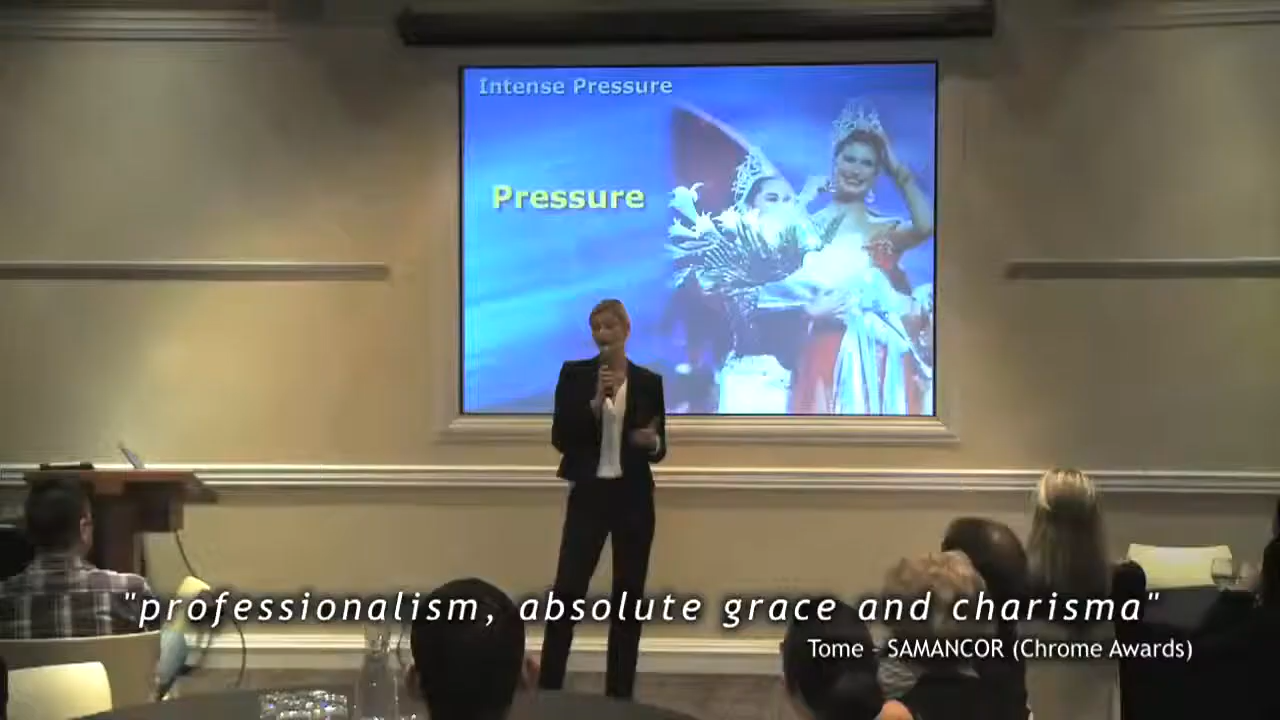 Intense Pressure
Pressure
"professionalism, absolute grace and charisma"
Tome - SAMANCOR (Chrome Awards)